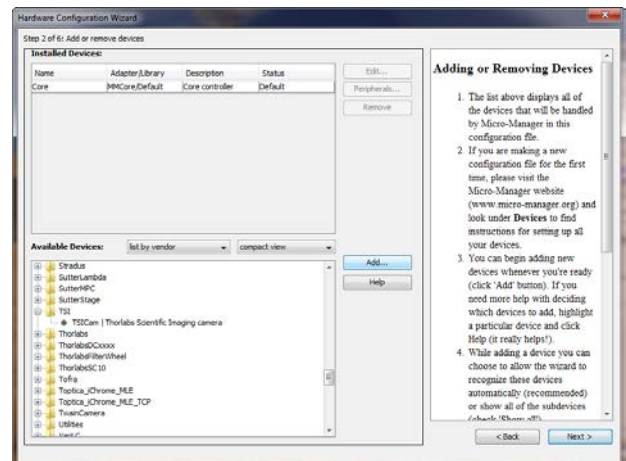 Hardware Configuration Wizard
Step 2 of 6: Add or remove devices
Installed Devices:
Name Adapter/Library Description Status
Core MMCore/Default Core controller Default
Edit...
Peripherals...
Remove
Available Devices: list by vendor compact view
Stradus
SutterLambda
SutterMPC
SutterStage
TSI
TSICam | Thorlabs Scientific Imaging camera
Thorlabs
ThorlabsDCxxxx
ThorlabsFilterWheel
ThorlabsSC10
Tofra
Toptica_iChrome_MLE
Toptica_iChrome_MLE_TCP
TwainCamera
Utilities
Add...
Help
Adding or Removing Devices
1. The list above displays all of
the devices that will be handled
by Micro-Manager in this
configuration file.
2 If you are making a new
configuration file for the first
time, please visit the
Micro-Manager website
(www.micro-manager.org) and
look under Devices to find
instructions for setting up all
your devices.
3. You can begin adding new
devices whenever you're ready
(click 'Add' button). If you
need more help with deciding
which devices to add, highlight
a particular device and click
Help (it really helps!).
4. While adding a device you can
choose to allow the wizard to
recognize these devices
automatically (recommended)
or show all of the subdevices
(check 'Show all')
< Back Next >